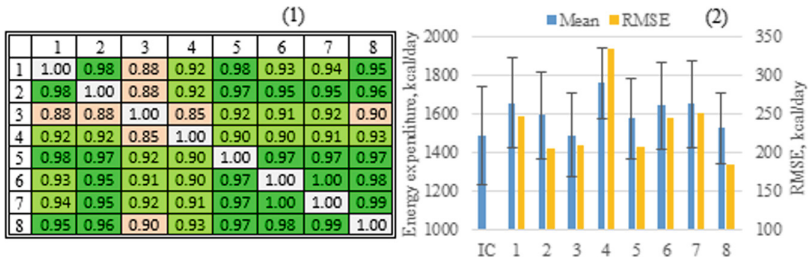 (1)
1 2 3 4 5 6 7 8
1 1.00 0.98 0.88 0.92 0.98 0.93 0.94 0.95
2 0.98 1.00 0.88 0.92 0.97 0.95 0.95 0.96
3 0.88 0.88 1.00 0.85 0.92 0.91 0.92 0.90
4 0.92 0.92 0.85 1.00 0.90 0.90 0.91 0.93
5 0.98 0.97 0.92 0.90 1.00 0.97 0.97 0.97
6 0.93 0.95 0.91 0.90 0.97 1.00 1.00 0.98
7 0.94 0.95 0.92 0.91 0.97 1.00 1.00 0.99
8 0.95 0.96 0.90 0.93 0.97 0.98 0.99 1.00
Mean RMSE (2)
Energy expenditure, kcal/day
2000
1800
1600
1400
1200
1000
350
300
250
200
150
100
RMSE, kcal/day
IC 1 2 3 4 5 6 7 8